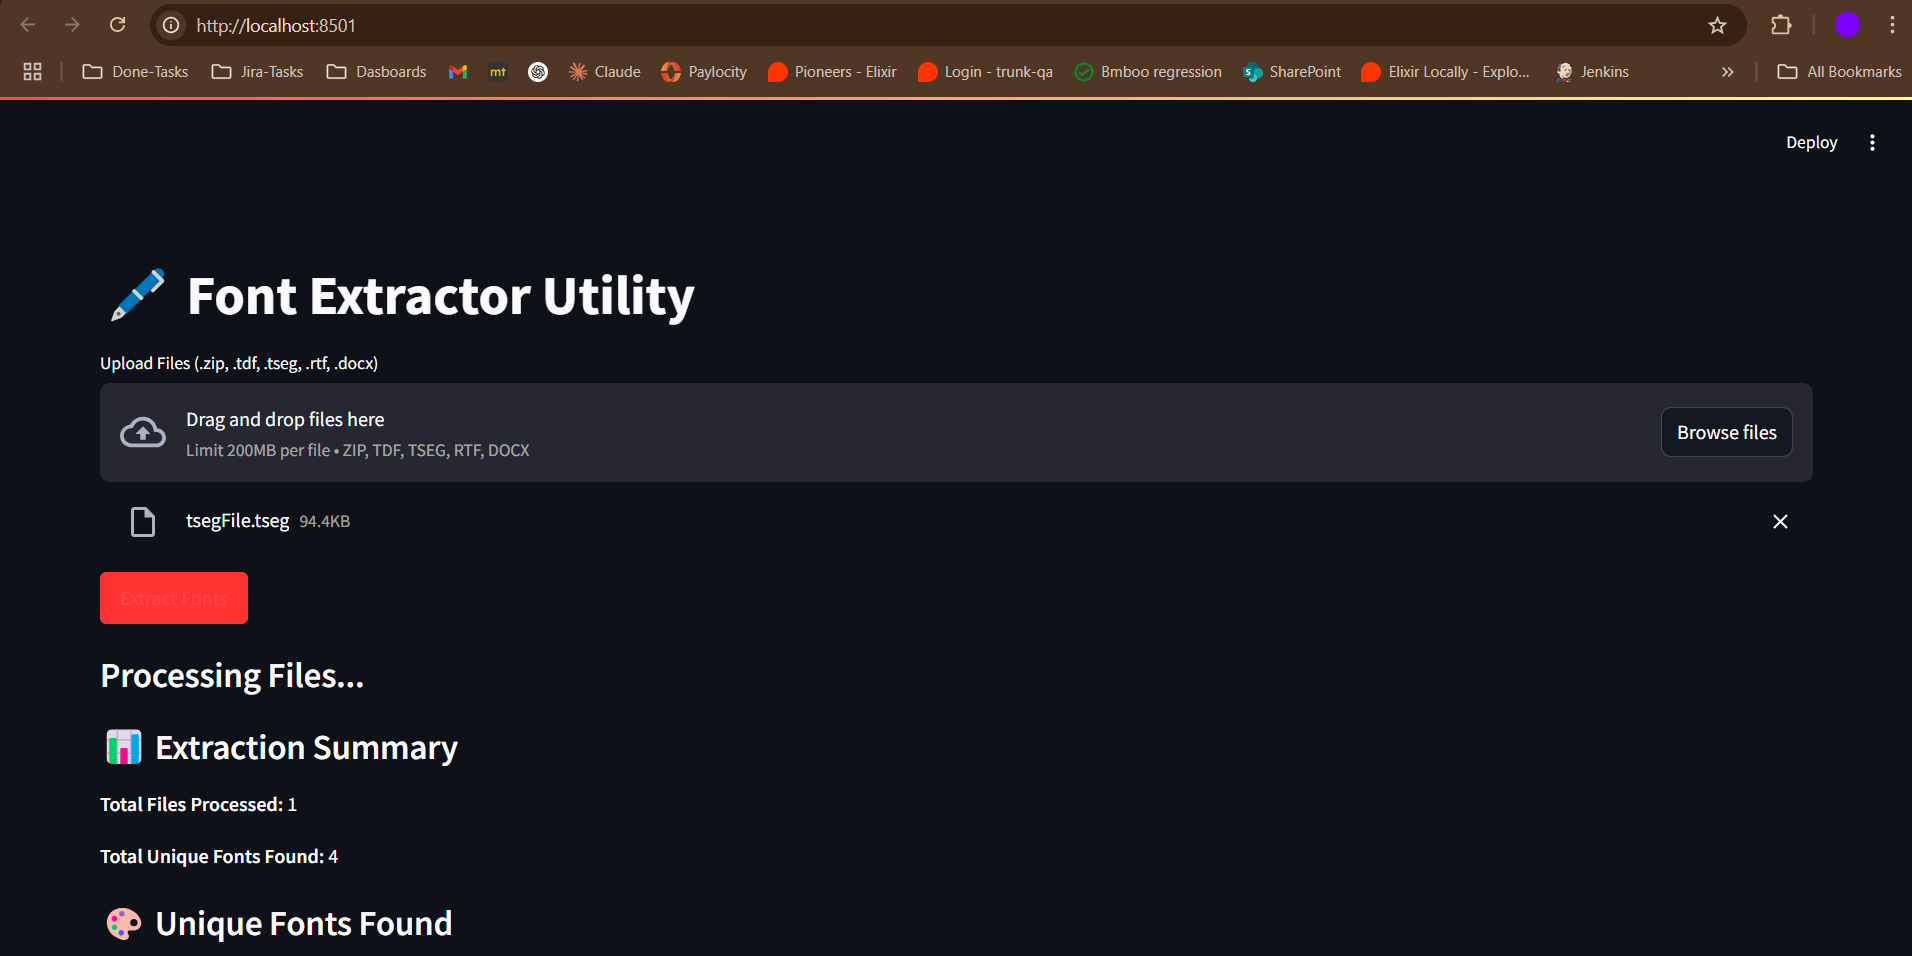 http://localhost:8501
Done-Tasks Jira-Tasks Dasboards mt Claude Paylocity Pioneers - Elixir Login - trunk-qa Bmboo regression SharePoint Elixir Locally - Explo... Jenkins All Bookmarks
Deploy
Font Extractor Utility
Upload Files (.zip, .tdf, .tseg, .rtf, .docx)
Drag and drop files here
Limit 200MB per file • ZIP, TDF, TSEG, RTF, DOCX
Browse files
tsegFile.tseg 94.4KB
Extract Fonts
Processing Files...
Extraction Summary
Total Files Processed: 1
Total Unique Fonts Found: 4
Unique Fonts Found